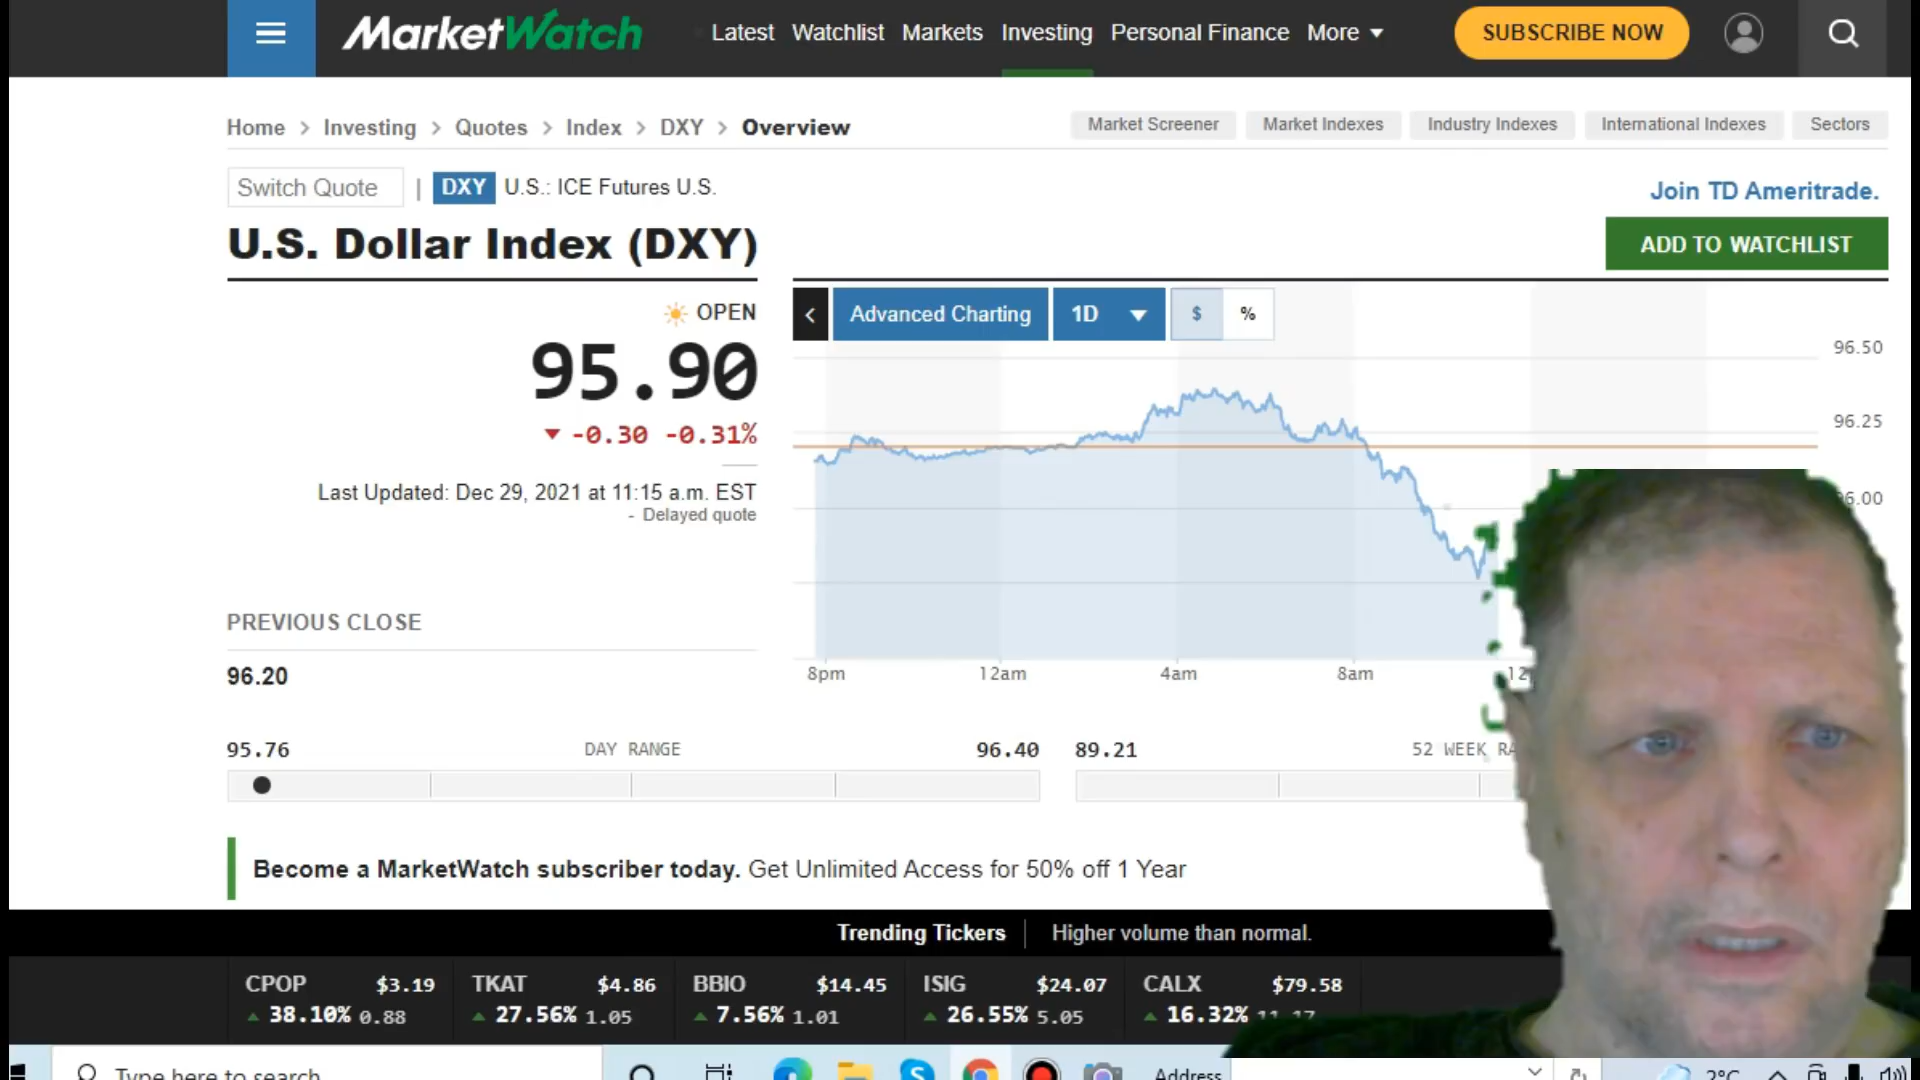 MarketWatch
Latest Watchlist Markets Investing Personal Finance More
SUBSCRIBE NOW
Home > Investing > Quotes > Index > DXY > Overview
Market Screener Market Indexes Industry Indexes International Indexes Sectors
Switch Quote | DXY U.S.: ICE Futures U.S.
Join TD Ameritrade.
U.S. Dollar Index (DXY)
ADD TO WATCHLIST
OPEN
95.90
-0.30 -0.31%
Last Updated: Dec 29, 2021 at 11:15 a.m. EST
- Delayed quote
Advanced Charting 1D $ %
96.50
96.25
8pm 12am 4am 8am
PREVIOUS CLOSE
96.20
95.76 DAY RANGE 96.40
89.21 52 WEEK
Become a MarketWatch subscriber today. Get Unlimited Access for 50% off 1 Year
Trending Tickers | Higher volume than normal.
CPOP $3.19
38.10% 0.88
TKAT $4.86
27.56% 1.05
BBIO $14.45
7.56% 1.01
ISIG $24.07
26.55% 5.05
CALX $79.58
16.32%
Type here to search
Address
2°C